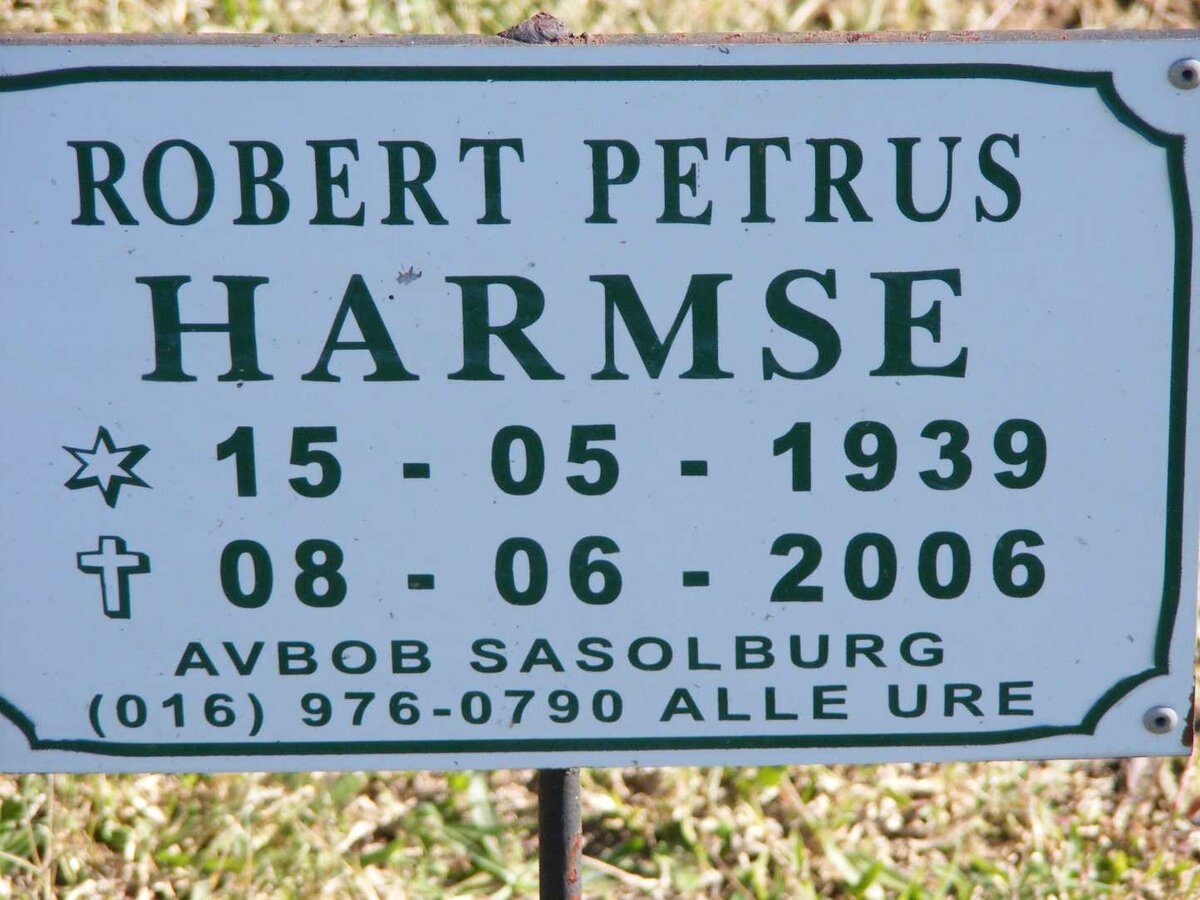 ROBERT PETRUS
HARMSE
15 - 05 - 1939
08 - 06 - 2006
AVBOB SASOLBURG
(016) 976-0790 ALLE URE